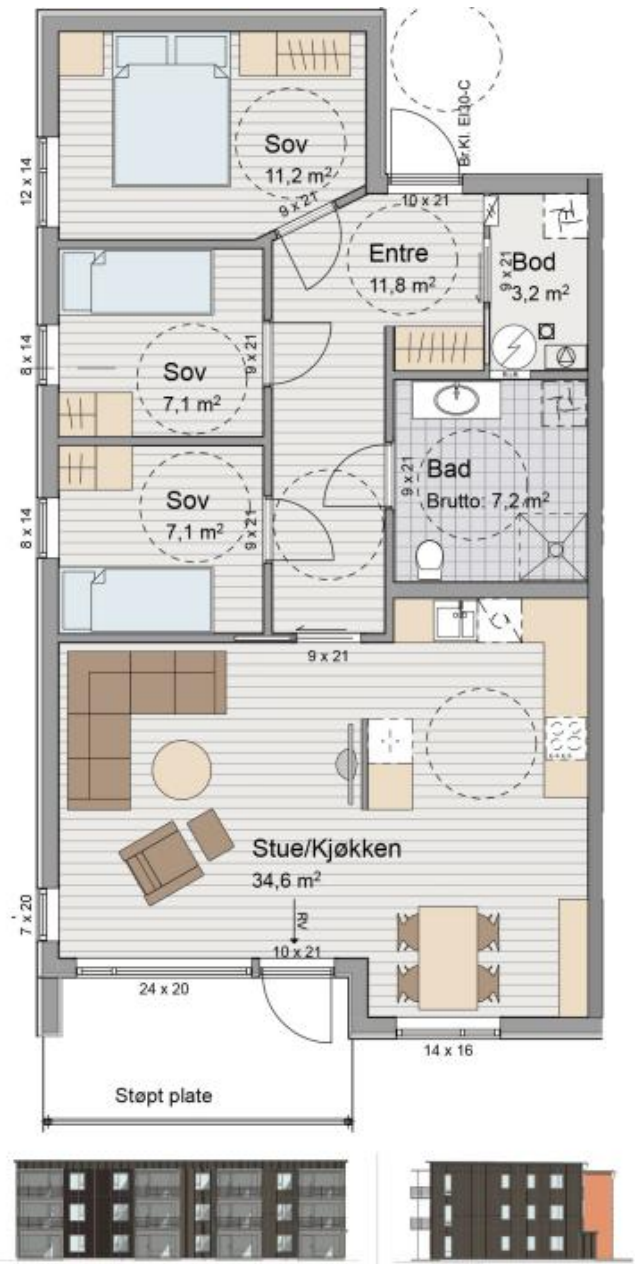 Br.Kl. EI30-C
12 x 14
Sov
11,2 m²
9 x 21
10 x 21
Entre
11,8 m²
9 x 21
Bod
3,2 m²
8 x 14
Sov
7,1 m²
9 x 21
Bad
Brutto: 7,2 m²
9 x 21
8 x 14
Sov
7,1 m²
9 x 21
9 x 21
Stue/Kjøkken
34,6 m²
7 x 20
RV
10 x 21
24 x 20
14 x 16
Støpt plate